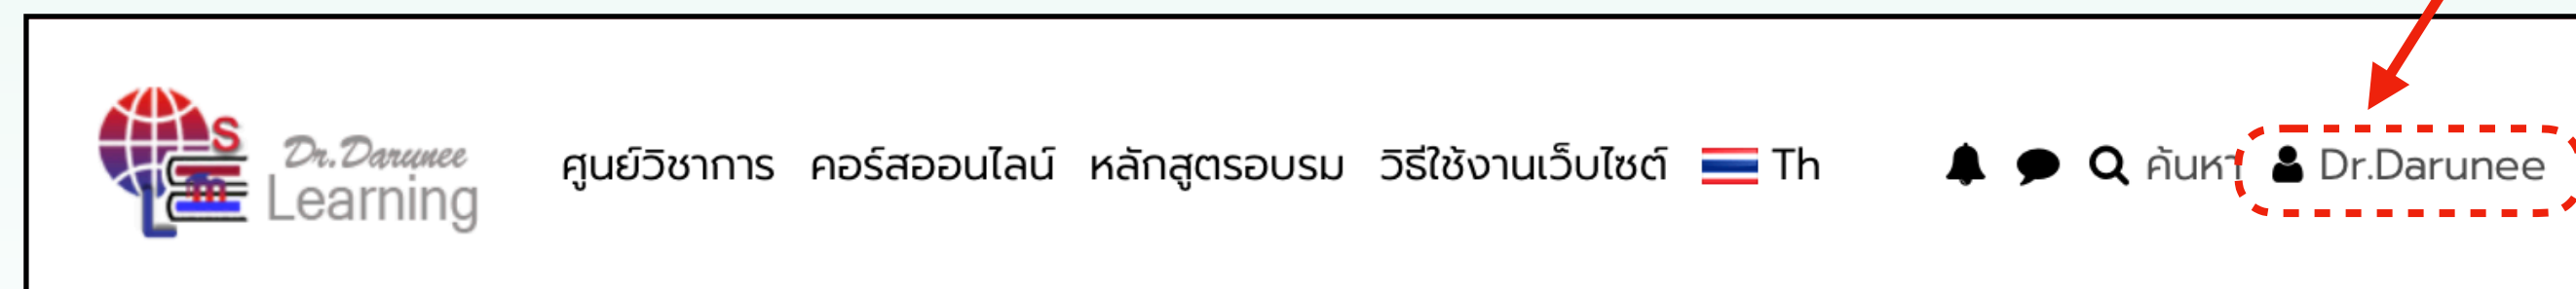 S
Lm
Dr.Darunee
Learning
ศูนย์วิชาการ คอร์สออนไลน์ หลักสูตรอบรม วิธีใช้งานเว็บไซต์ Th ค้นหา Dr.Darunee